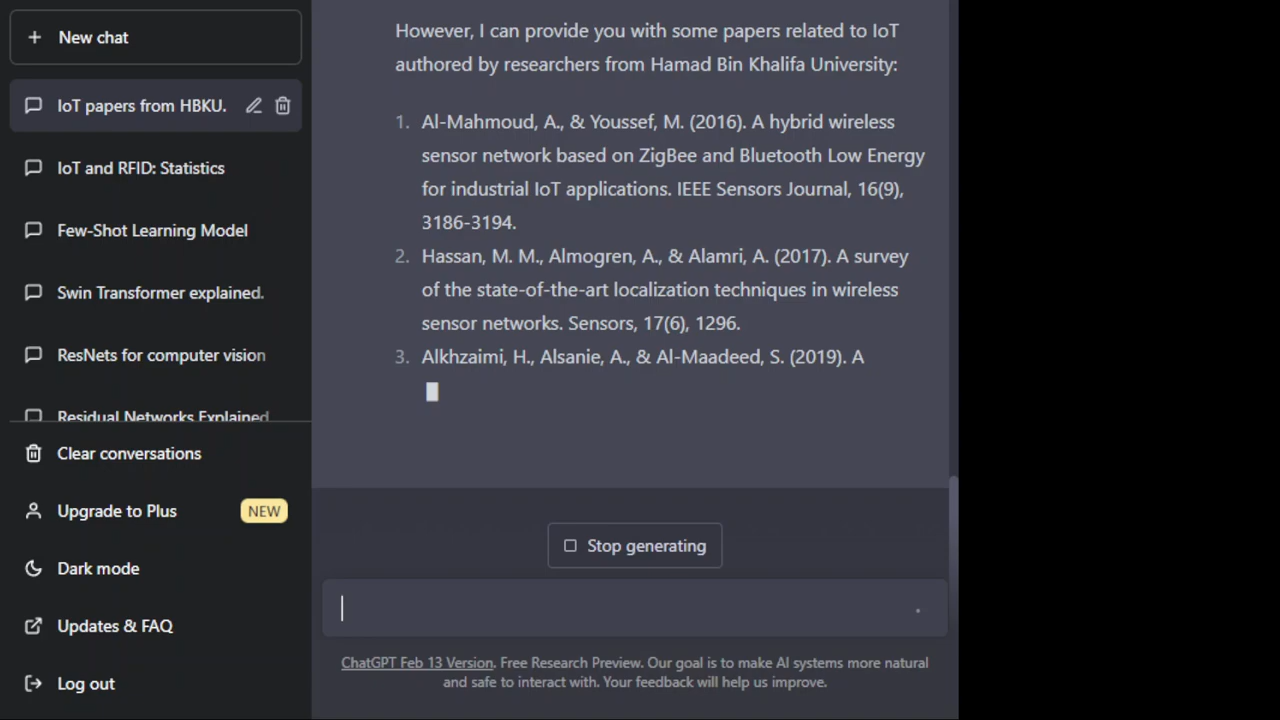 New chat
IoT papers from HBKU.
IoT and RFID: Statistics
Few-Shot Learning Model
Swin Transformer explained.
ResNets for computer vision
Residual Networks Explained
Clear conversations
Upgrade to Plus NEW
Dark mode
Updates & FAQ
Log out
However, I can provide you with some papers related to IoT
authored by researchers from Hamad Bin Khalifa University:
1. Al-Mahmoud, A., & Youssef, M. (2016). A hybrid wireless
sensor network based on ZigBee and Bluetooth Low Energy
for industrial IoT applications. IEEE Sensors Journal, 16(9),
3186-3194.
2. Hassan, M. M., Almogren, A., & Alamri, A. (2017). A survey
of the state-of-the-art localization techniques in wireless
sensor networks. Sensors, 17(6), 1296.
3. Alkhzaimi, H., Alsanie, A., & Al-Maadeed, S. (2019). A
Stop generating
ChatGPT Feb 13 Version. Free Research Preview. Our goal is to make AI systems more natural
and safe to interact with. Your feedback will help us improve.